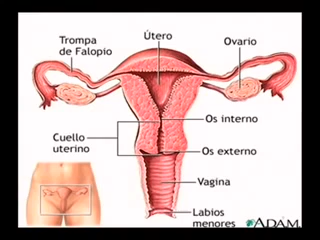 Trompa
de Falopio
Útero
Ovario
Os interno
Cuello
uterino
Os externo
Vagina
Labios
menores
ADAM